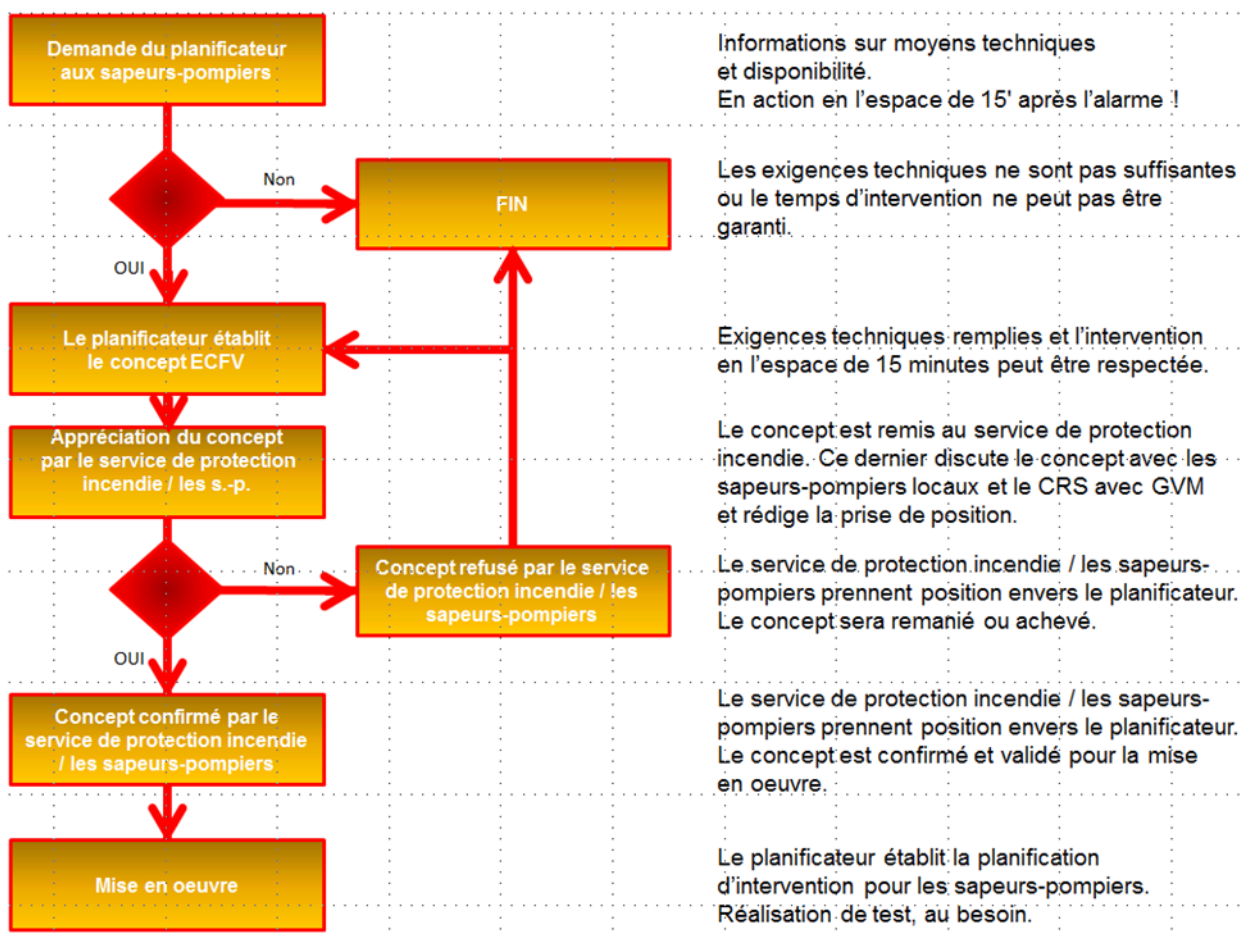 Demande du planificateur
aux sapeurs-pompiers
Informations sur moyens techniques
et disponibilité.
En action en l'espace de 15' après l'alarme !
Non
FIN
Les exigences techniques ne sont pas suffisantes
ou le temps d'intervention ne peut pas être
garanti.
OUI
Le planificateur établit
le concept ECFV
Exigences techniques remplies et l'intervention
en l'espace de 15 minutes peut être respectée.
Appréciation du concept
par le service de protection
incendie / les s.-p.
Le concept est remis au service de protection
incendie. Ce dernier discute le concept avec les
sapeurs-pompiers locaux et le CRS avec GVM
et rédige la prise de position.
Non
Concept refusé par le service
de protection incendie / les
sapeurs-pompiers
Le service de protection incendie / les sapeurs-
pompiers prennent position envers le planificateur.
Le concept sera remanié ou achevé.
OUI
Concept confirmé par le
service de protection incendie
/ les sapeurs-pompiers
Le service de protection incendie / les sapeurs-
pompiers prennent position envers le planificateur.
Le concept est confirmé et validé pour la mise
en oeuvre.
Mise en oeuvre
Le planificateur établit la planification
d'intervention pour les sapeurs-pompiers.
Réalisation de test, au besoin.